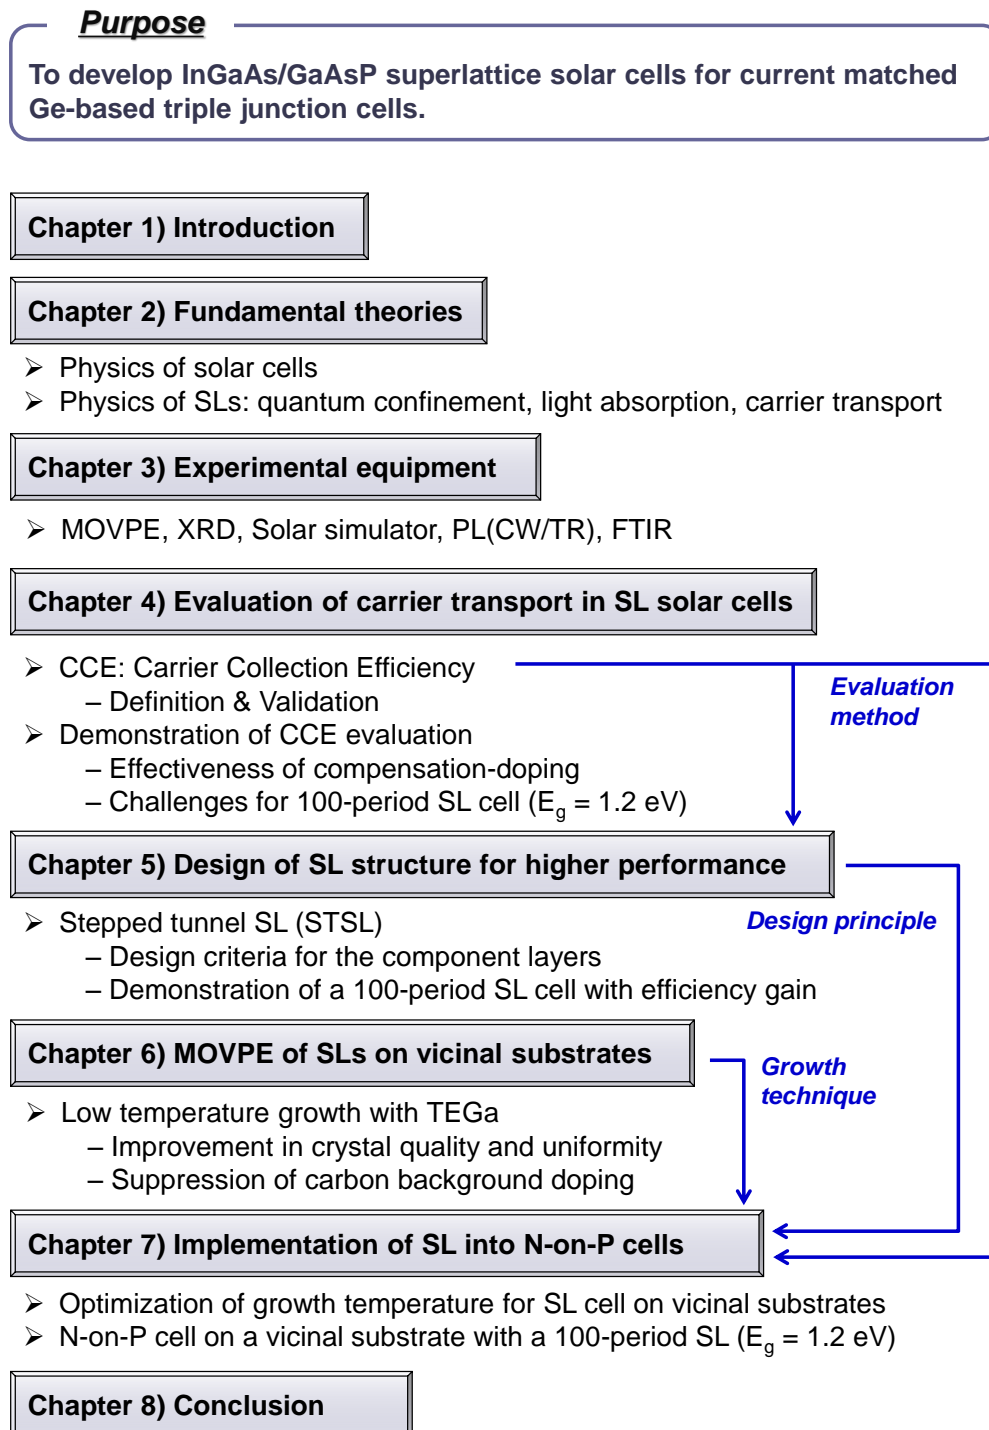 Purpose
To develop InGaAs/GaAsP superlattice solar cells for current matched
Ge-based triple junction cells.
Chapter 1) Introduction
Chapter 2) Fundamental theories
➢ Physics of solar cells
➢ Physics of SLs: quantum confinement, light absorption, carrier transport
Chapter 3) Experimental equipment
➢ MOVPE, XRD, Solar simulator, PL(CW/TR), FTIR
Chapter 4) Evaluation of carrier transport in SL solar cells
➢ CCE: Carrier Collection Efficiency
– Definition & Validation
➢ Demonstration of CCE evaluation
– Effectiveness of compensation-doping
– Challenges for 100-period SL cell (Eg = 1.2 eV)
Evaluation
method
Chapter 5) Design of SL structure for higher performance
➢ Stepped tunnel SL (STSL)
– Design criteria for the component layers
– Demonstration of a 100-period SL cell with efficiency gain
Design principle
Chapter 6) MOVPE of SLs on vicinal substrates
➢ Low temperature growth with TEGa
– Improvement in crystal quality and uniformity
– Suppression of carbon background doping
Growth
technique
Chapter 7) Implementation of SL into N-on-P cells
➢ Optimization of growth temperature for SL cell on vicinal substrates
➢ N-on-P cell on a vicinal substrate with a 100-period SL (Eg = 1.2 eV)
Chapter 8) Conclusion